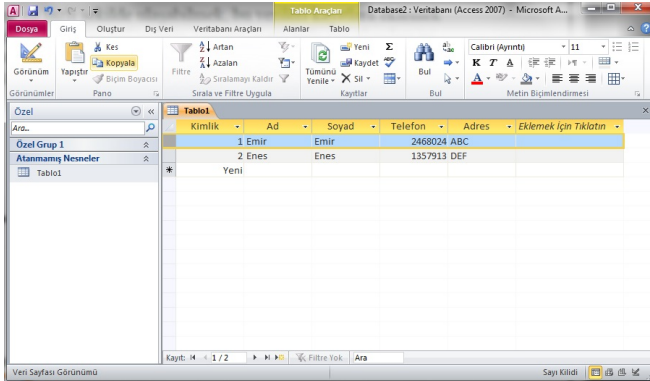 Tablo Araçları Database2 : Veritabanı (Access 2007) - Microsoft A...
Dosya Giriş Oluştur Dış Veri Veritabanı Araçları Alanlar Tablo
Görünüm
Görünümler
Yapıştır
Kes
Kopyala
Biçim Boyacısı
Pano
Filtre
Artan
Azalan
Sıralamayı Kaldır
Sırala ve Filtre Uygula
Tümünü Yenile
Yeni
Kaydet
Sil
Kayıtlar
Bul
Bul
Calibri (Ayrıntı) 11
K T A
A
Metin Biçimlendirmesi
Özel
Ara...
Özel Grup 1
Atanmamış Nesneler
Tablo1
Tablo1
Kimlik Ad Soyad Telefon Adres Eklemek İçin Tıklatın
1 Emir Emir 2468024 ABC
2 Enes Enes 1357913 DEF
* Yeni
Kayıt: 1 / 2 Filtre Yok Ara
Veri Sayfası Görünümü Sayı Kilidi